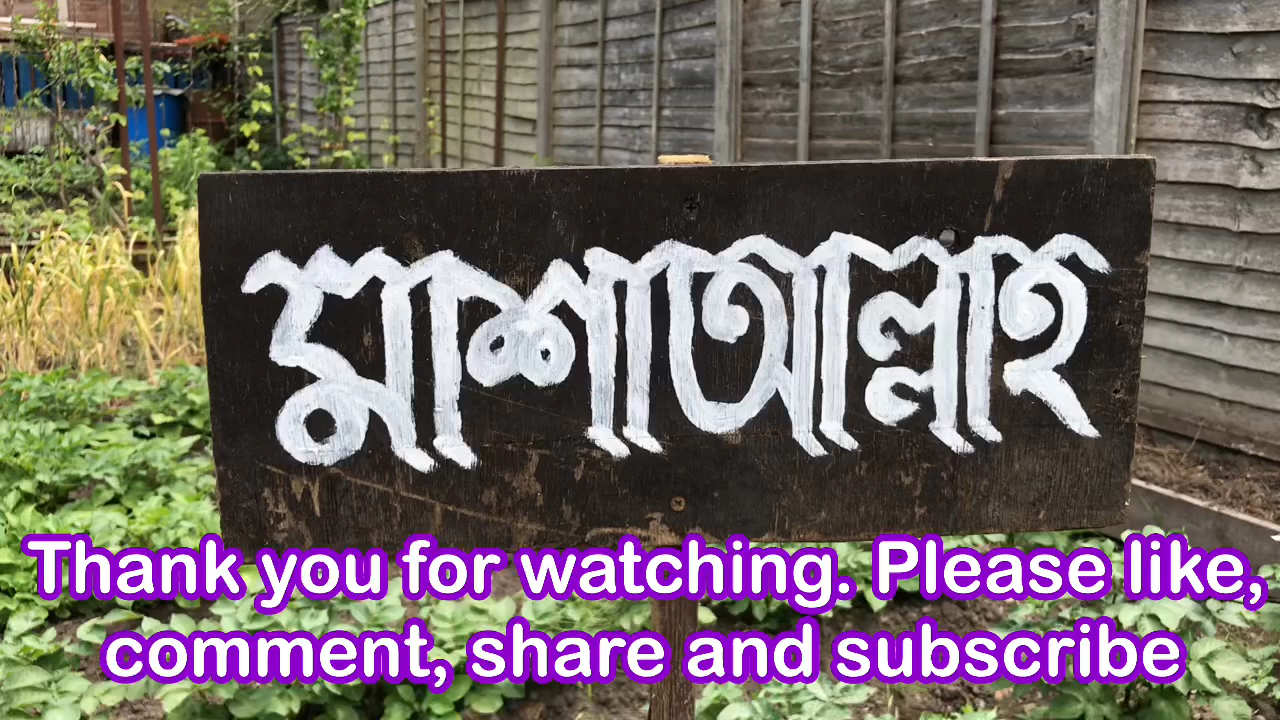 মাশাআল্লাহ
Thank you for watching. Please like,
comment, share and subscribe